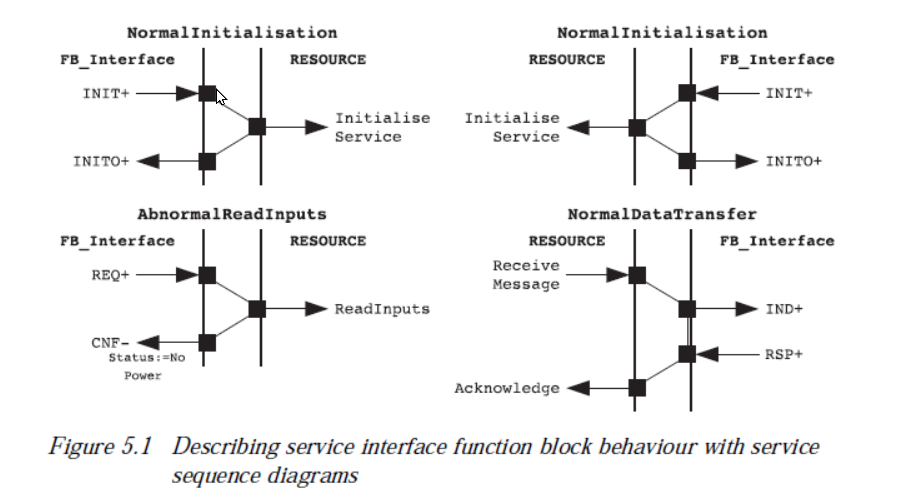 NormalInitialisation
FB_Interface RESOURCE
INIT+
Initialise
Service
INITO+
NormalInitialisation
RESOURCE FB_Interface
INIT+
Initialise
Service
INITO+
AbnormalReadInputs
FB_Interface RESOURCE
REQ+
ReadInputs
CNF-
Status:=No
Power
NormalDataTransfer
RESOURCE FB_Interface
Receive
Message
IND+
RSP+
Acknowledge
Figure 5.1 Describing service interface function block behaviour with service
sequence diagrams